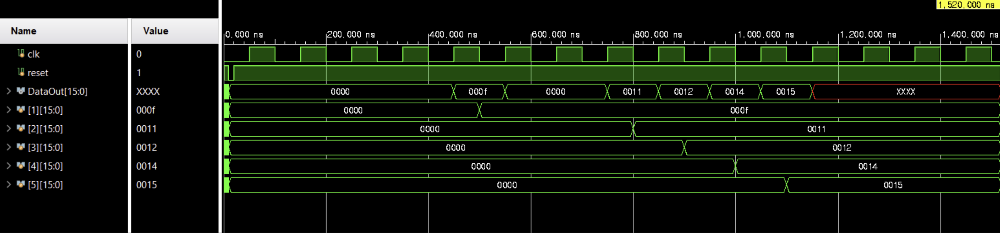 1,520,000 ns
Name Value
0,000 ns 200,000 ns 400,000 ns 600,000 ns 800,000 ns 1,000,000 ns 1,200,000 ns 1,400,000 ns
clk 0
reset 1
DataOut[15:0] XXXX 0000 000f 0000 0011 0012 0014 0015 XXXX
[1][15:0] 000f 0000 000f
[2][15:0] 0011 0000 0011
[3][15:0] 0012 0000 0012
[4][15:0] 0014 0000 0014
[5][15:0] 0015 0000 0015